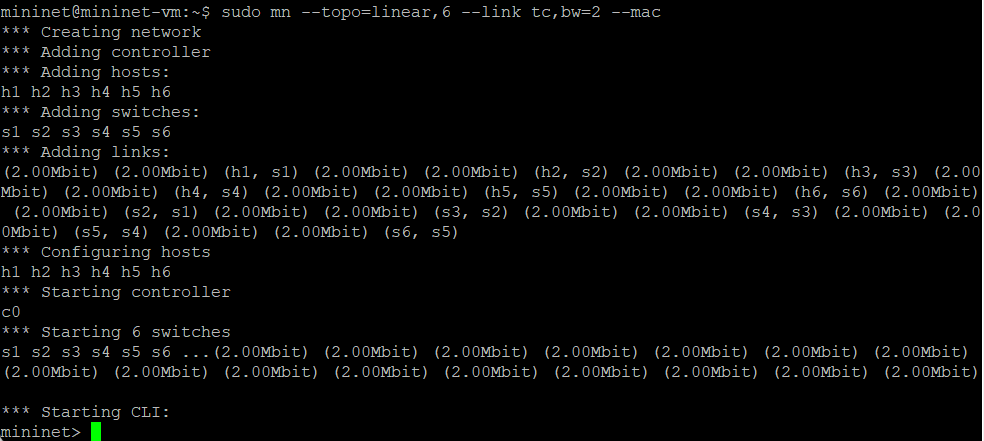 mininet@mininet-vm:~$ sudo mn --topo=linear,6 --link tc,bw=2 --mac
*** Creating network
*** Adding controller
*** Adding hosts:
h1 h2 h3 h4 h5 h6
*** Adding switches:
s1 s2 s3 s4 s5 s6
*** Adding links:
(2.00Mbit) (2.00Mbit) (h1, s1) (2.00Mbit) (2.00Mbit) (h2, s2) (2.00Mbit) (2.00Mbit) (h3, s3) (2.00
Mbit) (2.00Mbit) (h4, s4) (2.00Mbit) (2.00Mbit) (h5, s5) (2.00Mbit) (2.00Mbit) (h6, s6) (2.00Mbit)
 (2.00Mbit) (s2, s1) (2.00Mbit) (2.00Mbit) (s3, s2) (2.00Mbit) (2.00Mbit) (s4, s3) (2.00Mbit) (2.0
0Mbit) (s5, s4) (2.00Mbit) (2.00Mbit) (s6, s5)
*** Configuring hosts
h1 h2 h3 h4 h5 h6
*** Starting controller
c0
*** Starting 6 switches
s1 s2 s3 s4 s5 s6 ...(2.00Mbit) (2.00Mbit) (2.00Mbit) (2.00Mbit) (2.00Mbit) (2.00Mbit) (2.00Mbit)
(2.00Mbit) (2.00Mbit) (2.00Mbit) (2.00Mbit) (2.00Mbit) (2.00Mbit) (2.00Mbit) (2.00Mbit) (2.00Mbit)
*** Starting CLI:
mininet>